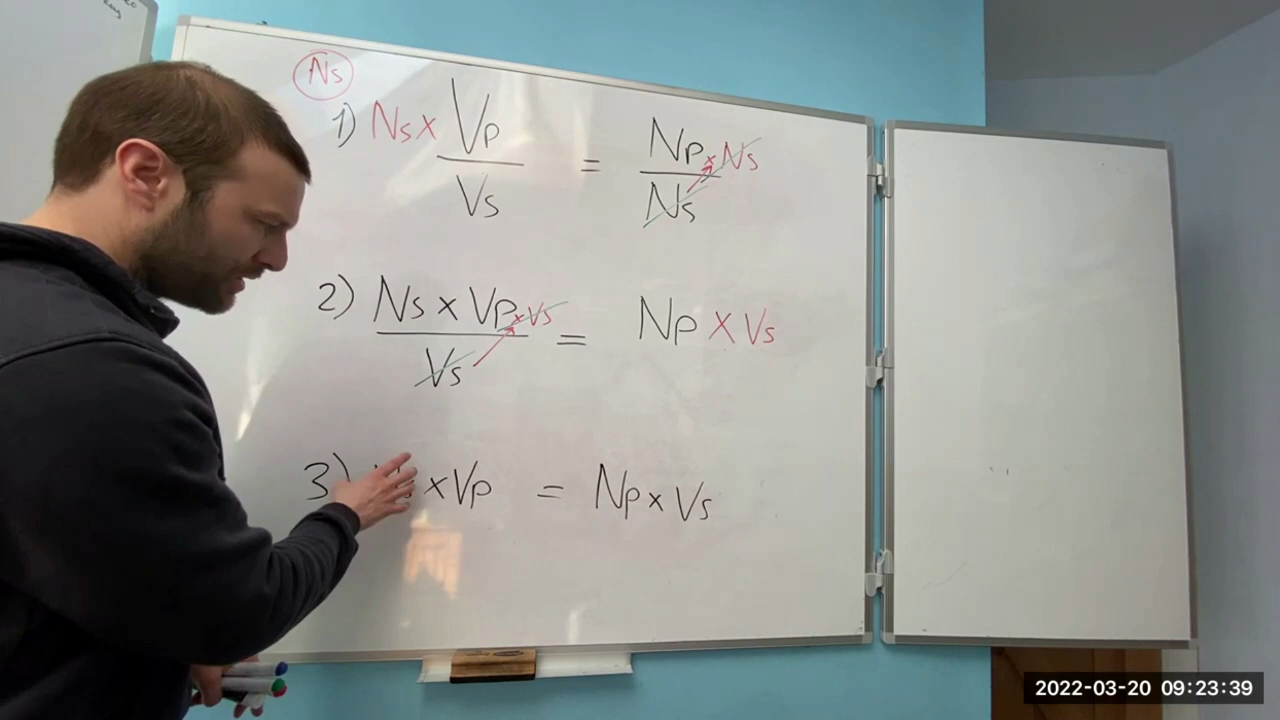 Ns
1) Ns x Vp / Vs = Np x Ns / Ns
2) Ns x Vp x Vs / Vs = Np x Vs
3) x Vp = Np x Vs
2022-03-20 09:23:39